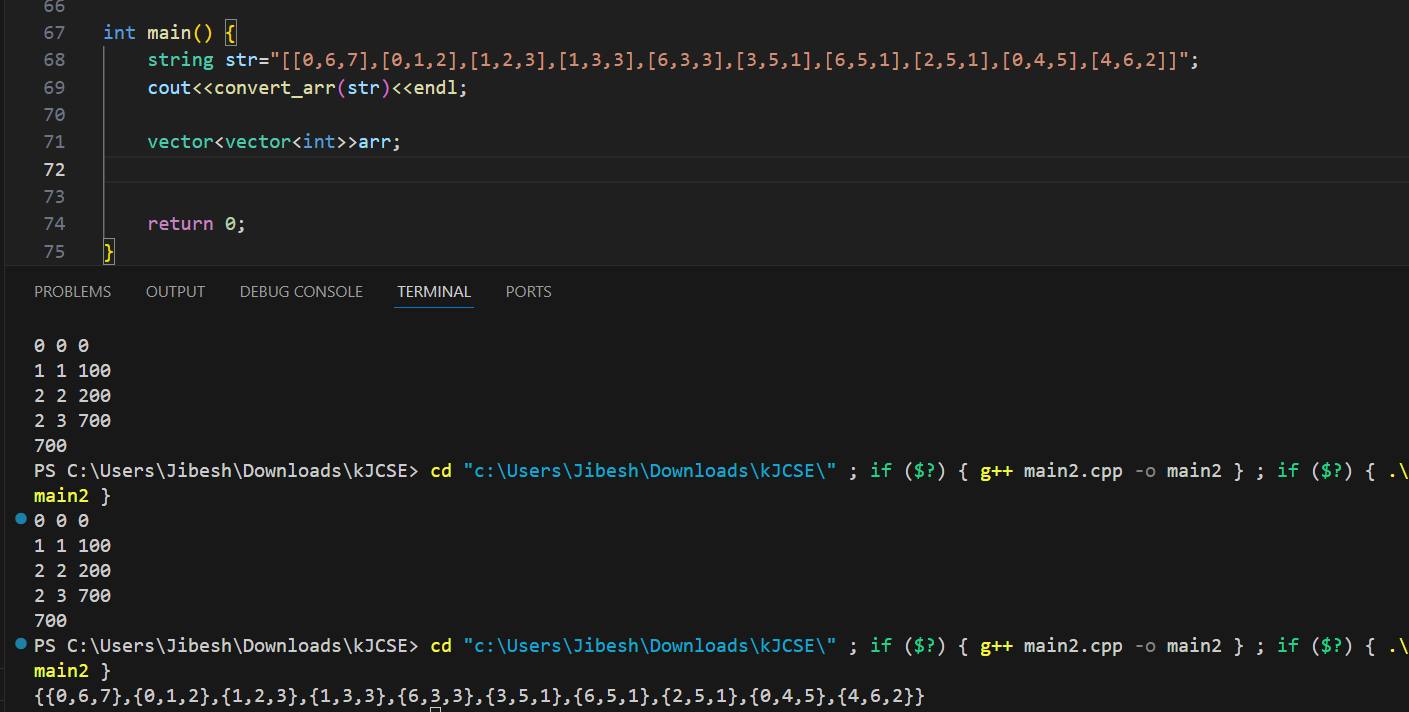 66
67 int main() {
68 string str="[[0,6,7],[0,1,2],[1,2,3],[1,3,3],[6,3,3],[3,5,1],[6,5,1],[2,5,1],[0,4,5],[4,6,2]]";
69 cout<<convert_arr(str)<<endl;
70
71 vector<vector<int>>arr;
72
73
74 return 0;
75 }
PROBLEMS OUTPUT DEBUG CONSOLE TERMINAL PORTS
0 0 0
1 1 100
2 2 200
2 3 700
700
PS C:\Users\Jibesh\Downloads\kJCSE> cd "c:\Users\Jibesh\Downloads\kJCSE\" ; if ($?) { g++ main2.cpp -o main2 } ; if ($?) { .\
main2 }
0 0 0
1 1 100
2 2 200
2 3 700
700
PS C:\Users\Jibesh\Downloads\kJCSE> cd "c:\Users\Jibesh\Downloads\kJCSE\" ; if ($?) { g++ main2.cpp -o main2 } ; if ($?) { .\
main2 }
{{0,6,7},{0,1,2},{1,2,3},{1,3,3},{6,3,3},{3,5,1},{6,5,1},{2,5,1},{0,4,5},{4,6,2}}